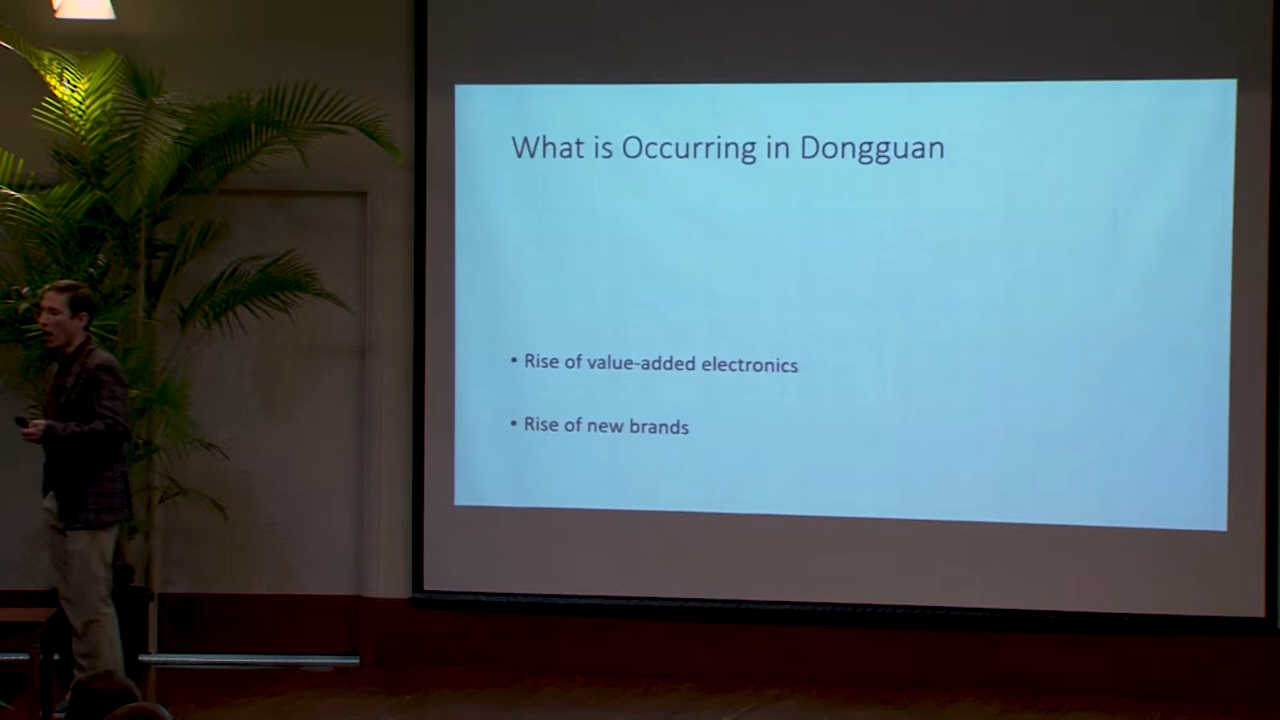 What is Occurring in Dongguan
• Rise of value-added electronics
• Rise of new brands